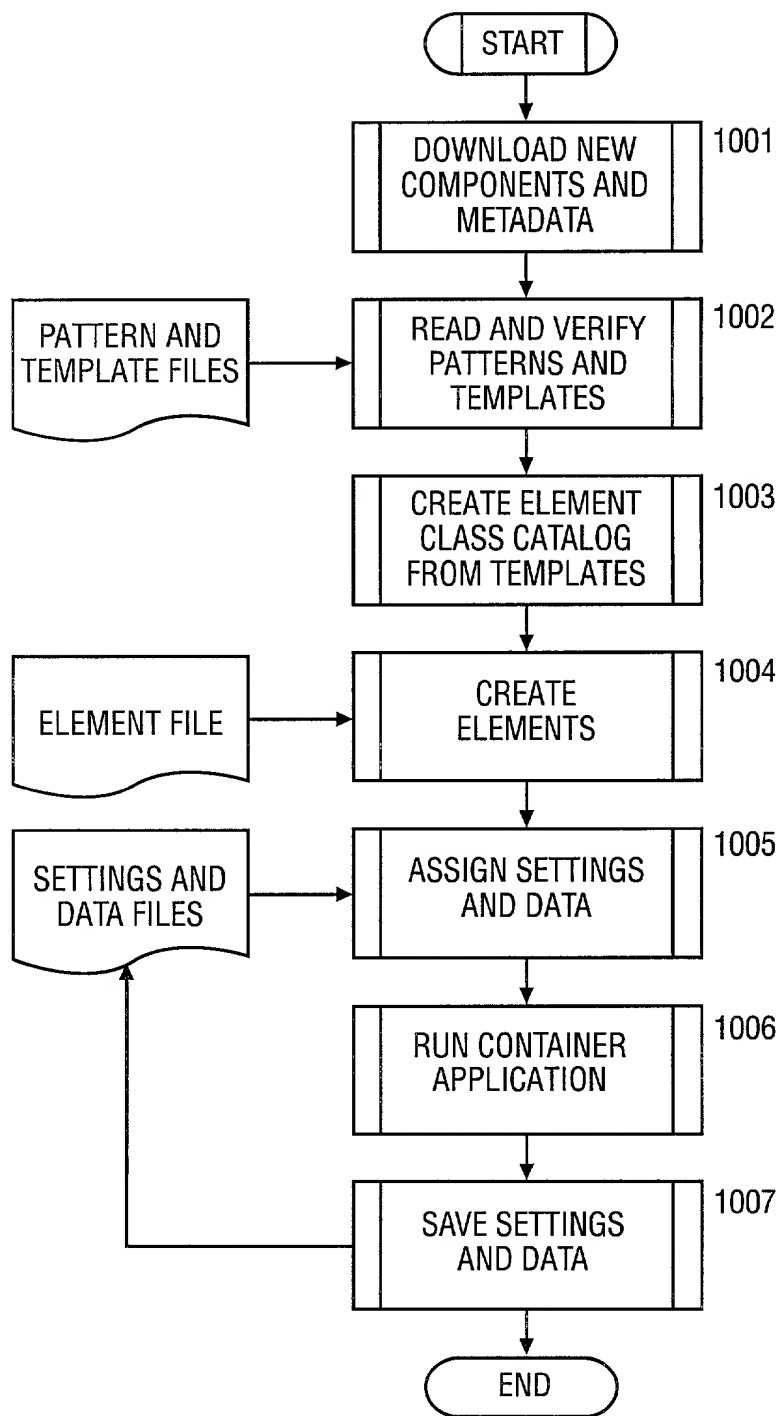 START
DOWNLOAD NEW
COMPONENTS AND
METADATA
1001
PATTERN AND
TEMPLATE FILES
READ AND VERIFY
PATTERNS AND
TEMPLATES
1002
CREATE ELEMENT
CLASS CATALOG
FROM TEMPLATES
1003
ELEMENT FILE
CREATE
ELEMENTS
1004
SETTINGS AND
DATA FILES
ASSIGN SETTINGS
AND DATA
1005
RUN CONTAINER
APPLICATION
1006
SAVE SETTINGS
AND DATA
1007
END